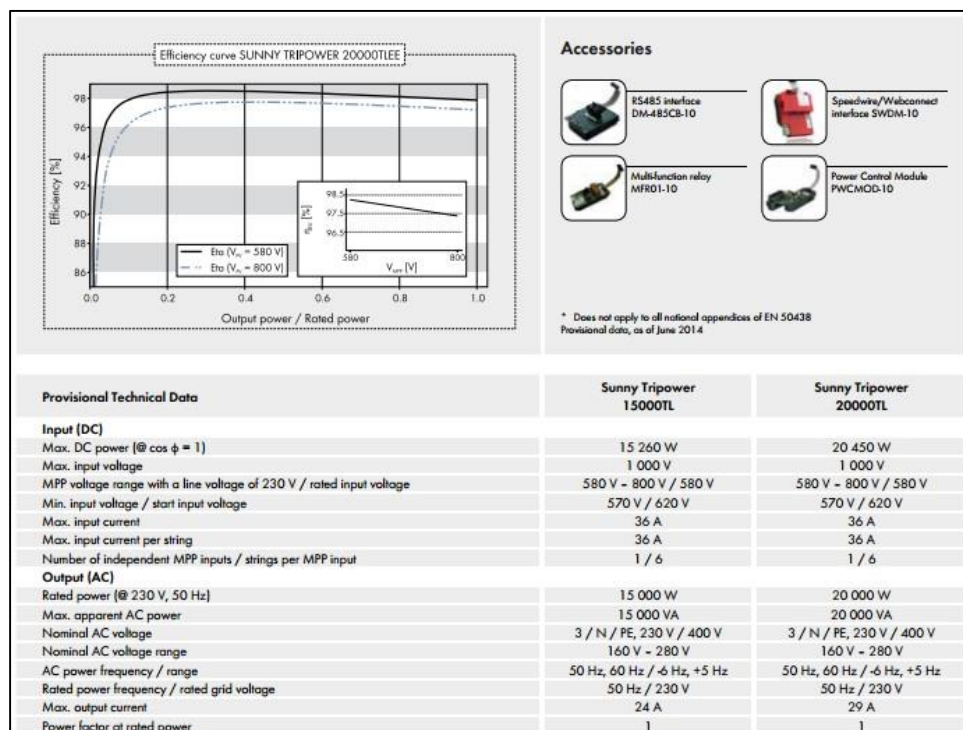 Efficiency curve SUNNY TRIPOWER 20000TLEE
Efficiency [%]
98
96
94
92
90
88
86
0.0 0.2 0.4 0.6 0.8 1.0
Output power / Rated power
Eta (V = 580 V)
Eta (V = 800 V)
[%]
98.5
97.5
96.5
580 800
VMPP [V]
Accessories
RS485 interface
DM-485CB-10
Speedwire/Webconnect
interface SWDM-10
Multi-function relay
MFR01-10
Power Control Module
PWCMOD-10
* Does not apply to all national appendices of EN 50438
Provisional data, as of June 2014
Provisional Technical Data Sunny Tripower 15000TL Sunny Tripower 20000TL
Input (DC)
Max. DC power (@ cos ϕ = 1) 15 260 W 20 450 W
Max. input voltage 1 000 V 1 000 V
MPP voltage range with a line voltage of 230 V / rated input voltage 580 V – 800 V / 580 V 580 V – 800 V / 580 V
Min. input voltage / start input voltage 570 V / 620 V 570 V / 620 V
Max. input current 36 A 36 A
Max. input current per string 36 A 36 A
Number of independent MPP inputs / strings per MPP input 1 / 6 1 / 6
Output (AC)
Rated power (@ 230 V, 50 Hz) 15 000 W 20 000 W
Max. apparent AC power 15 000 VA 20 000 VA
Nominal AC voltage 3 / N / PE, 230 V / 400 V 3 / N / PE, 230 V / 400 V
Nominal AC voltage range 160 V – 280 V 160 V – 280 V
AC power frequency / range 50 Hz, 60 Hz / -6 Hz, +5 Hz 50 Hz, 60 Hz / -6 Hz, +5 Hz
Rated power frequency / rated grid voltage 50 Hz / 230 V 50 Hz / 230 V
Max. output current 24 A 29 A
Power factor at rated power 1 1